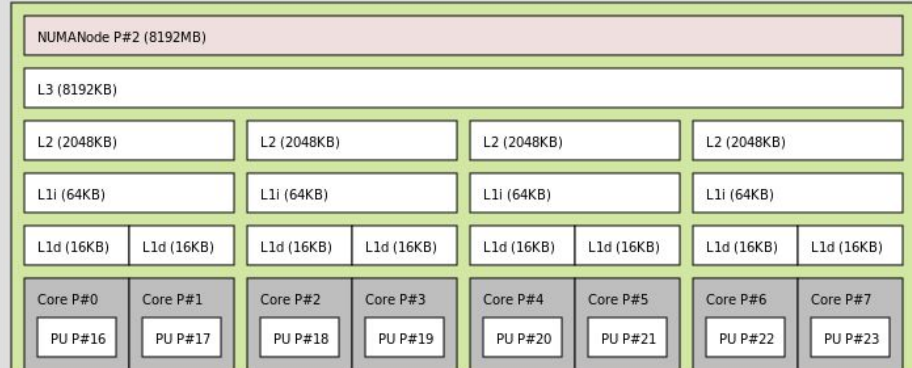 NUMANode P#2 (8192MB)
L3 (8192KB)
L2 (2048KB) L2 (2048KB) L2 (2048KB) L2 (2048KB)
L1i (64KB) L1i (64KB) L1i (64KB) L1i (64KB)
L1d (16KB) L1d (16KB) L1d (16KB) L1d (16KB) L1d (16KB) L1d (16KB) L1d (16KB) L1d (16KB)
Core P#0 Core P#1 Core P#2 Core P#3 Core P#4 Core P#5 Core P#6 Core P#7
PU P#16 PU P#17 PU P#18 PU P#19 PU P#20 PU P#21 PU P#22 PU P#23